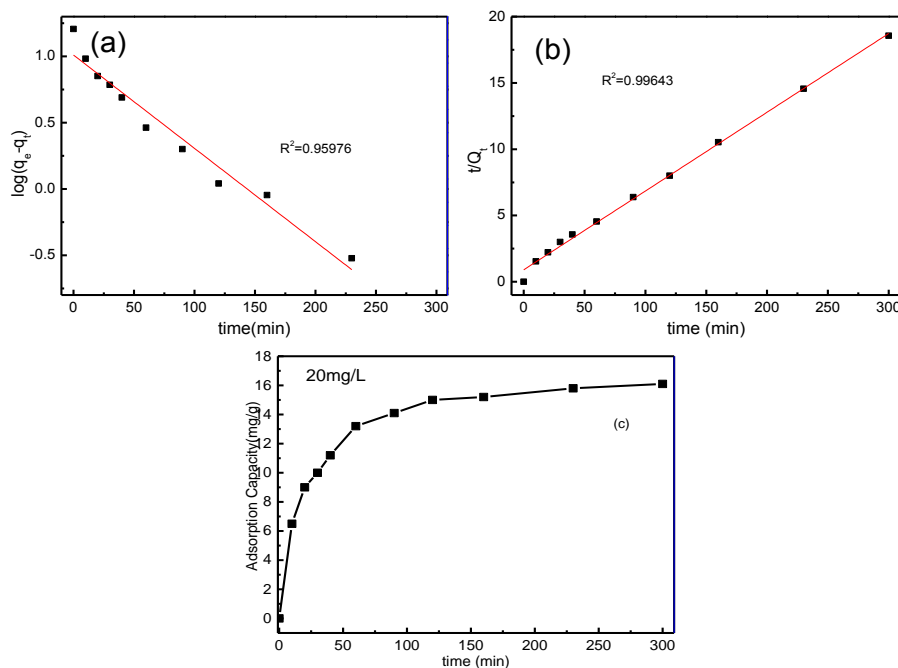 (a)
1.0
0.5
0.0
-0.5
log(qₑ-qₜ)
R²=0.95976
0 50 100 150 200 250 300
time(min)
(b)
20
15
10
5
0
t/Qₜ
R²=0.99643
0 50 100 150 200 250 300
time (min)
20mg/L
18
16
14
12
10
8
6
4
2
0
Adsorption Capacity(mg/g)
(c)
0 50 100 150 200 250 300
time (min)